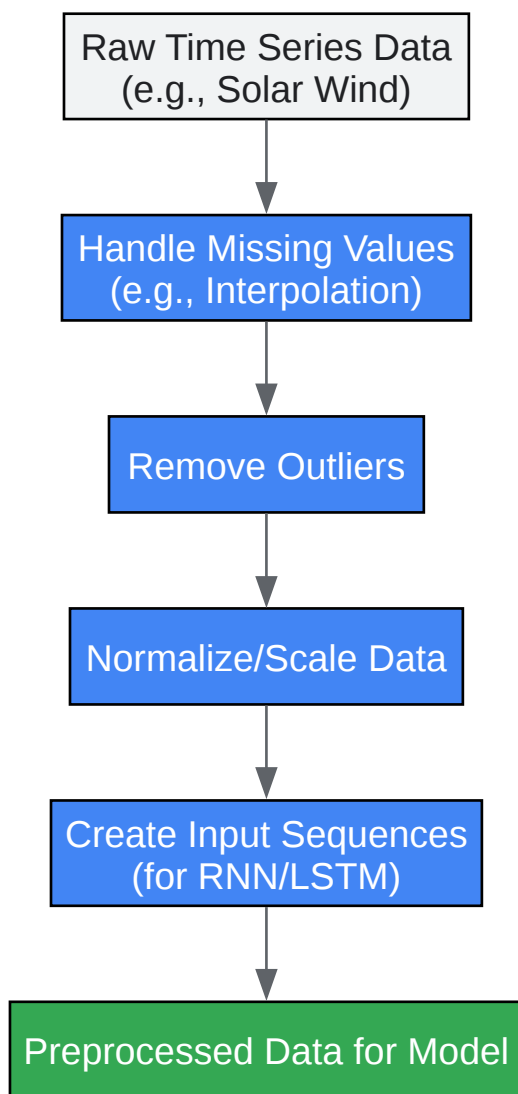 Raw Time Series Data
(e.g., Solar Wind)
Handle Missing Values
(e.g., Interpolation)
Remove Outliers
Normalize/Scale Data
Create Input Sequences
(for RNN/LSTM)
Preprocessed Data for Model